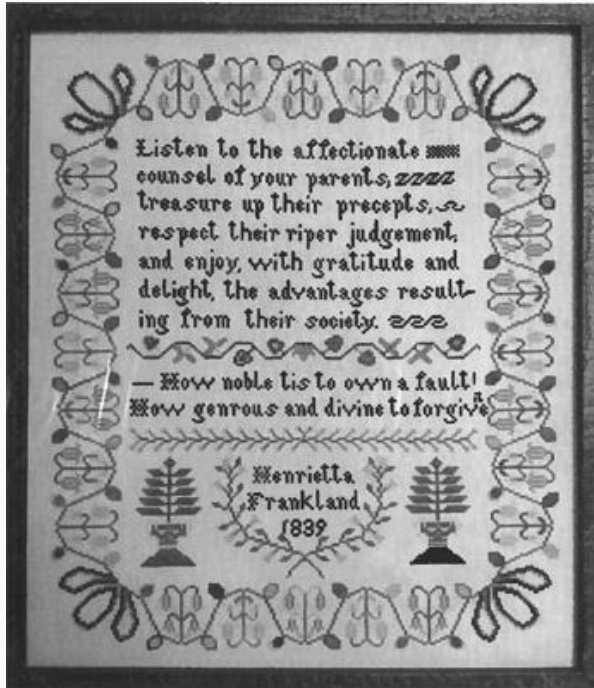 Listen to the affectionate
counsel of your parents,
treasure up their precepts,
respect their riper judgement,
and enjoy, with gratitude and
delight, the advantages result-
ing from their society.
— How noble tis to own a fault!
How genrous and divine to forgive
Henrietta
Frankland
1839